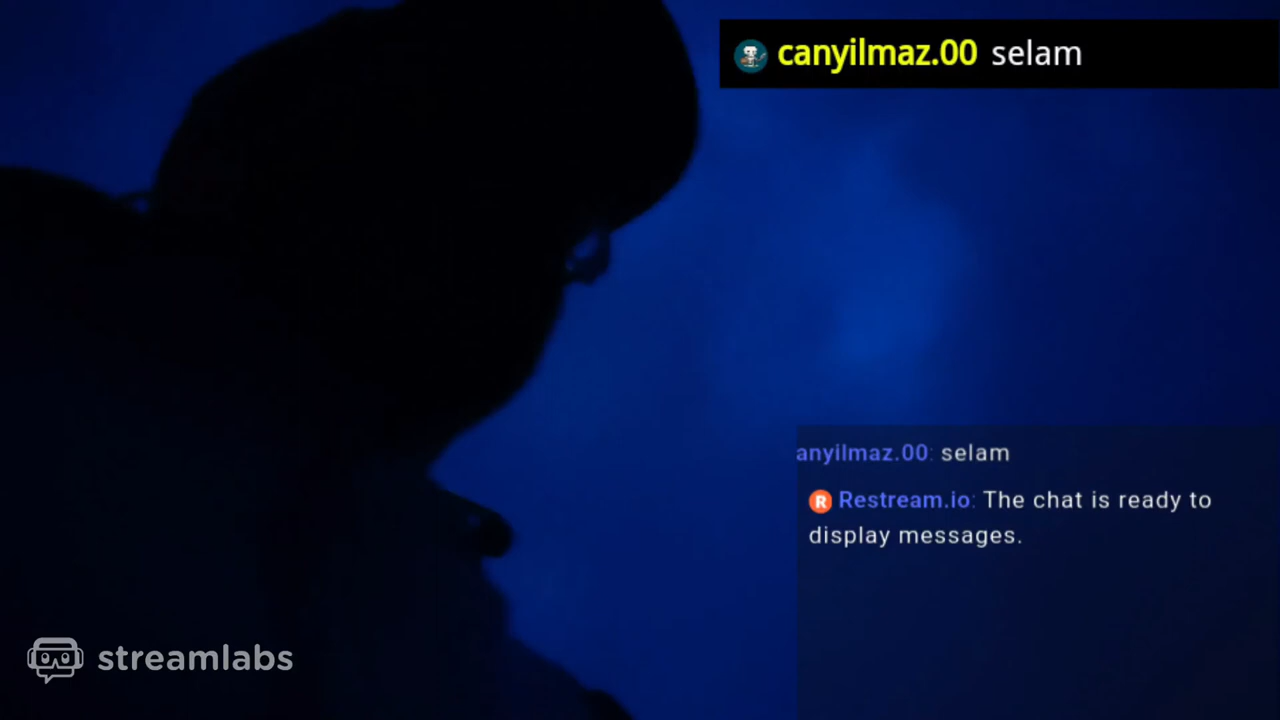 canyilmaz.00 selam
anyilmaz.00: selam
R Restream.io: The chat is ready to
display messages.
streamlabs